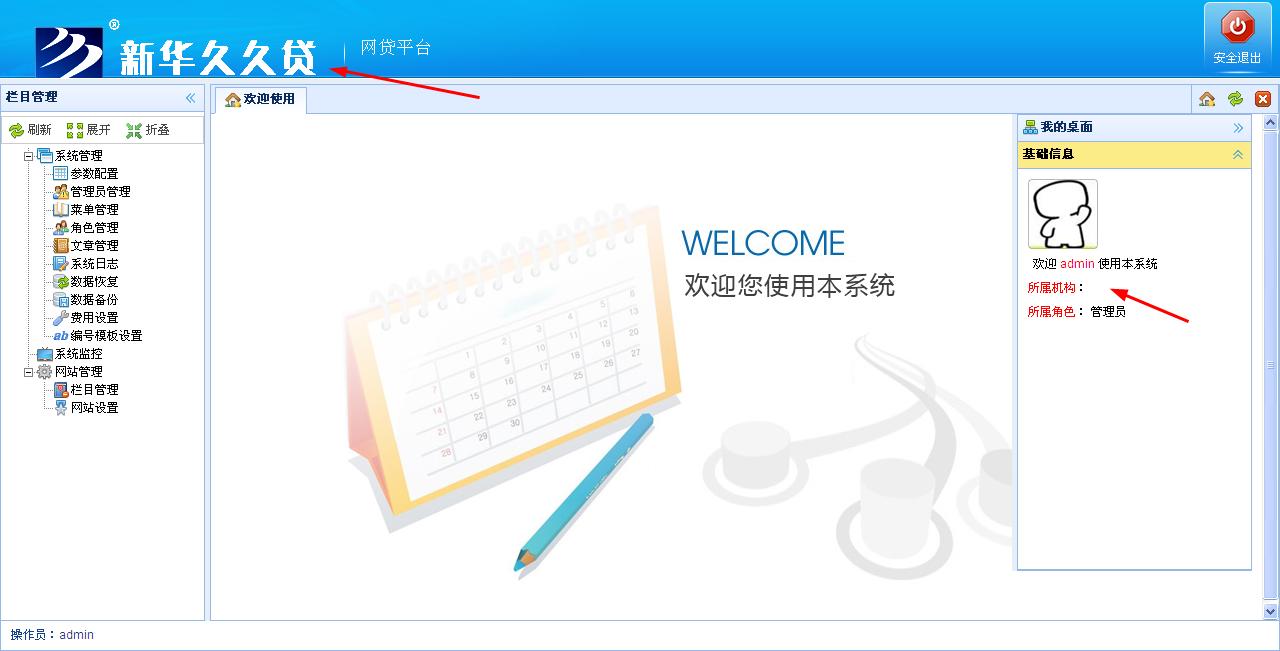 新华久久贷
®
网贷平台
安全退出
栏目管理
欢迎使用
刷新 展开 折叠
系统管理
参数配置
管理员管理
菜单管理
角色管理
文章管理
系统日志
数据恢复
数据备份
费用设置
ab 编号模板设置
系统监控
网站管理
栏目管理
网站设置
WELCOME
欢迎您使用本系统
1 2 3 4 5 6
7 8 9 10 11 12 13
14 15 16 17 18 19 20
21 22 23 24 25 26 27
28 29 30
我的桌面
基础信息
欢迎 admin 使用本系统
所属机构：
所属角色： 管理员
操作员：admin